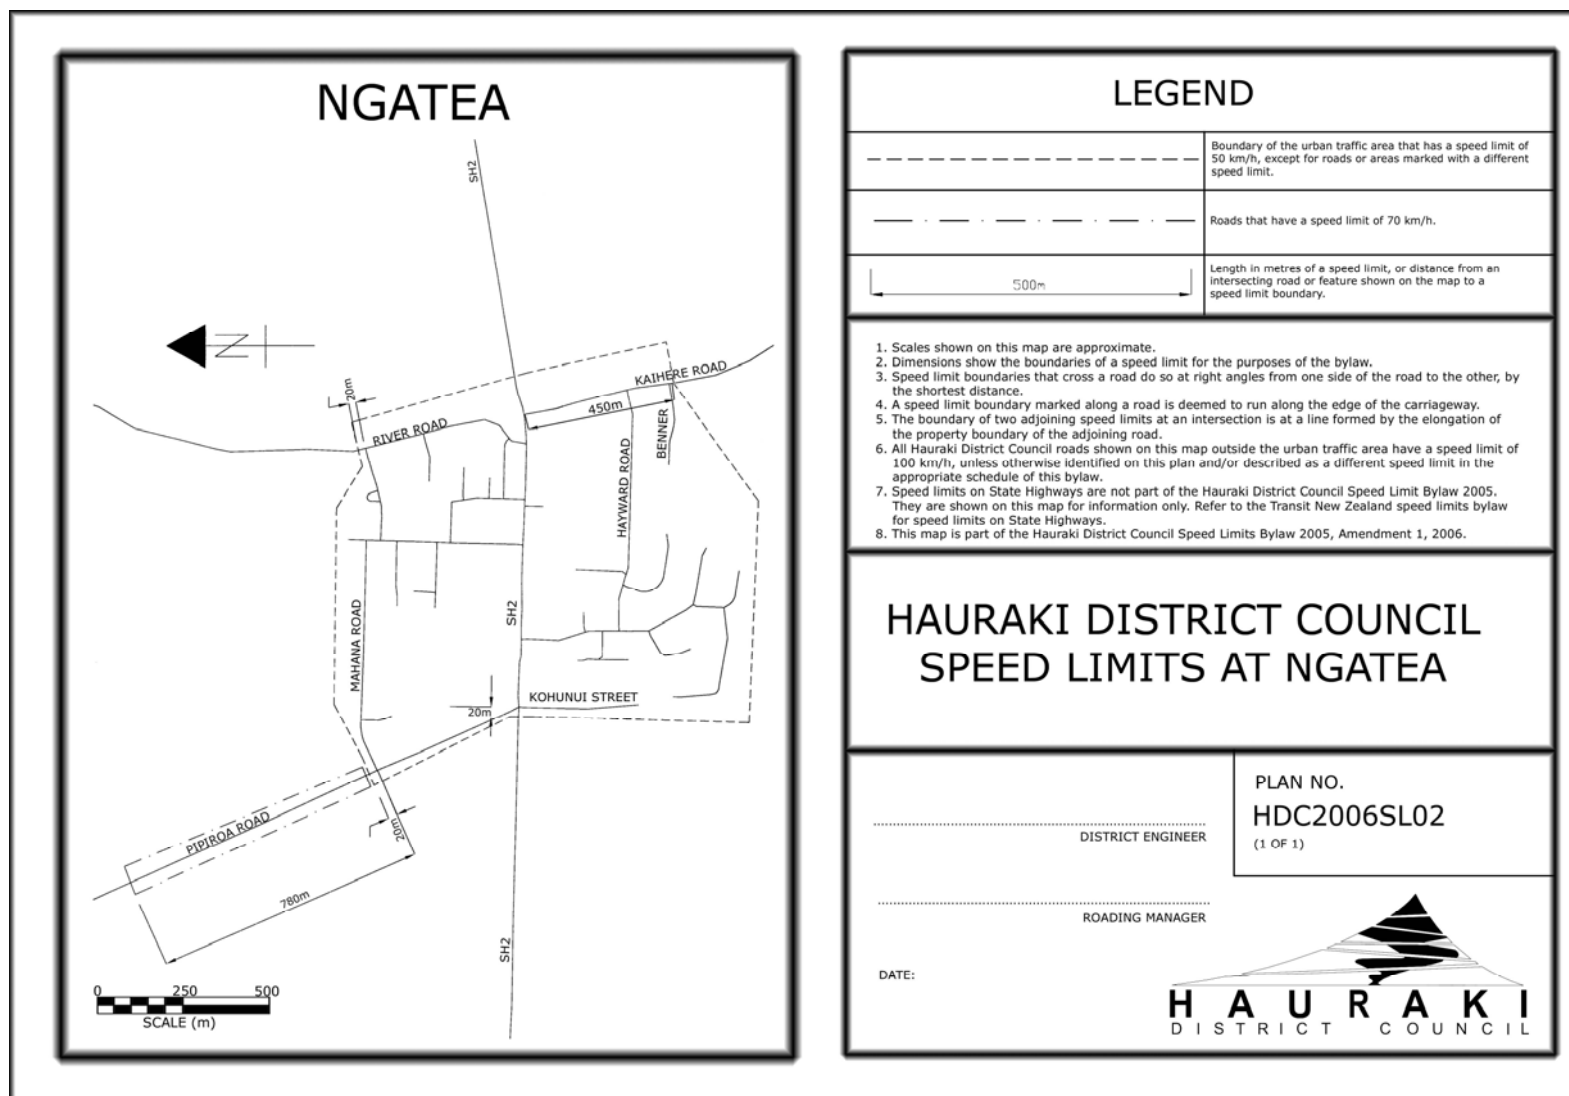 NGATEA
SH2
KAIHERE ROAD
20m
450m
RIVER ROAD
BENNER
HAYWARD ROAD
N
SH2
MAHANA ROAD
KOHUNUI STREET
20m
PIPIROA ROAD
20m
780m
SH2
0 250 500
SCALE (m)
LEGEND
Boundary of the urban traffic area that has a speed limit of
50 km/h, except for roads or areas marked with a different
speed limit.
Roads that have a speed limit of 70 km/h.
500m
Length in metres of a speed limit, or distance from an
intersecting road or feature shown on the map to a
speed limit boundary.
1. Scales shown on this map are approximate.
2. Dimensions show the boundaries of a speed limit for the purposes of the bylaw.
3. Speed limit boundaries that cross a road do so at right angles from one side of the road to the other, by
the shortest distance.
4. A speed limit boundary marked along a road is deemed to run along the edge of the carriageway.
5. The boundary of two adjoining speed limits at an intersection is at a line formed by the elongation of
the property boundary of the adjoining road.
6. All Hauraki District Council roads shown on this map outside the urban traffic area have a speed limit of
100 km/h, unless otherwise identified on this plan and/or described as a different speed limit in the
appropriate schedule of this bylaw.
7. Speed limits on State Highways are not part of the Hauraki District Council Speed Limit Bylaw 2005.
They are shown on this map for information only. Refer to the Transit New Zealand speed limits bylaw
for speed limits on State Highways.
8. This map is part of the Hauraki District Council Speed Limits Bylaw 2005, Amendment 1, 2006.
HAURAKI DISTRICT COUNCIL
SPEED LIMITS AT NGATEA
PLAN NO.
HDC2006SL02
(1 OF 1)
DISTRICT ENGINEER
ROADING MANAGER
DATE:
HAURAKI
DISTRICT COUNCIL